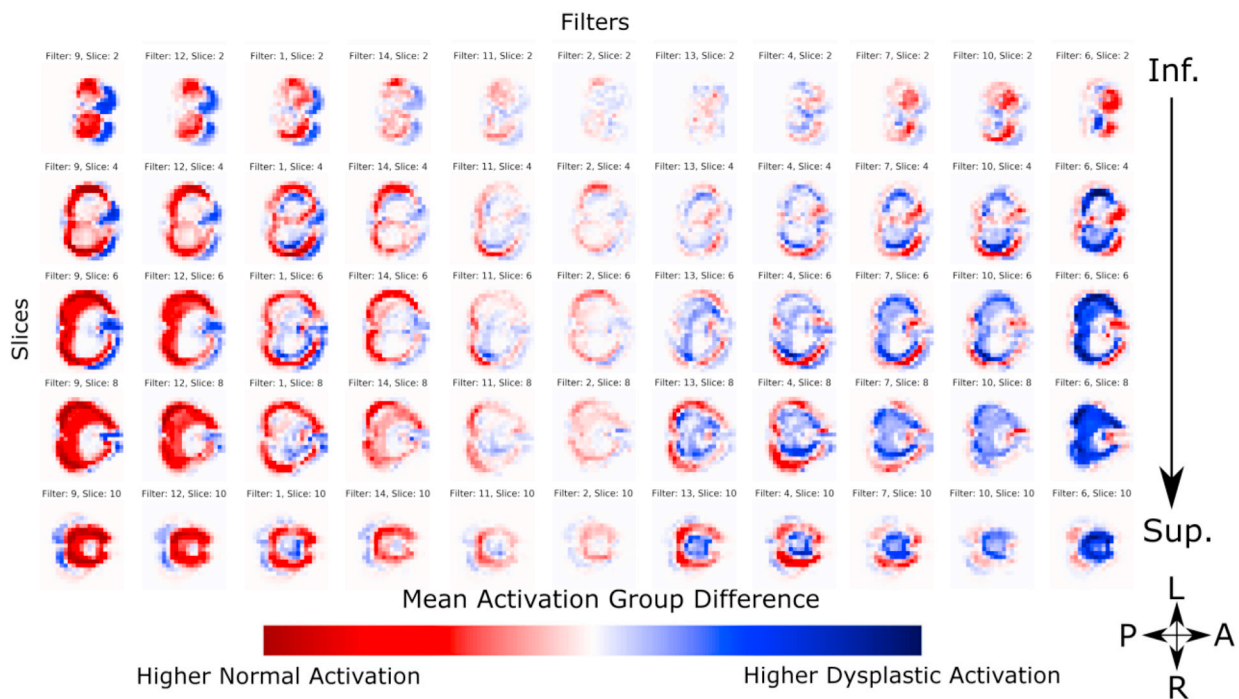 Filters
Filter: 9, Slice: 2 Filter: 12, Slice: 2 Filter: 1, Slice: 2 Filter: 14, Slice: 2 Filter: 11, Slice: 2 Filter: 2, Slice: 2 Filter: 13, Slice: 2 Filter: 4, Slice: 2 Filter: 7, Slice: 2 Filter: 10, Slice: 2 Filter: 6, Slice: 2
Inf.
Filter: 9, Slice: 4 Filter: 12, Slice: 4 Filter: 1, Slice: 4 Filter: 14, Slice: 4 Filter: 11, Slice: 4 Filter: 2, Slice: 4 Filter: 13, Slice: 4 Filter: 4, Slice: 4 Filter: 7, Slice: 4 Filter: 10, Slice: 4 Filter: 6, Slice: 4
Filter: 9, Slice: 6 Filter: 12, Slice: 6 Filter: 1, Slice: 6 Filter: 14, Slice: 6 Filter: 11, Slice: 6 Filter: 2, Slice: 6 Filter: 13, Slice: 6 Filter: 4, Slice: 6 Filter: 7, Slice: 6 Filter: 10, Slice: 6 Filter: 6, Slice: 6
Slices
Filter: 9, Slice: 8 Filter: 12, Slice: 8 Filter: 1, Slice: 8 Filter: 14, Slice: 8 Filter: 11, Slice: 8 Filter: 2, Slice: 8 Filter: 13, Slice: 8 Filter: 4, Slice: 8 Filter: 7, Slice: 8 Filter: 10, Slice: 8 Filter: 6, Slice: 8
Filter: 9, Slice: 10 Filter: 12, Slice: 10 Filter: 1, Slice: 10 Filter: 14, Slice: 10 Filter: 11, Slice: 10 Filter: 2, Slice: 10 Filter: 13, Slice: 10 Filter: 4, Slice: 10 Filter: 7, Slice: 10 Filter: 10, Slice: 10 Filter: 6, Slice: 10
Sup.
Mean Activation Group Difference
Higher Normal Activation Higher Dysplastic Activation
L
P A
R